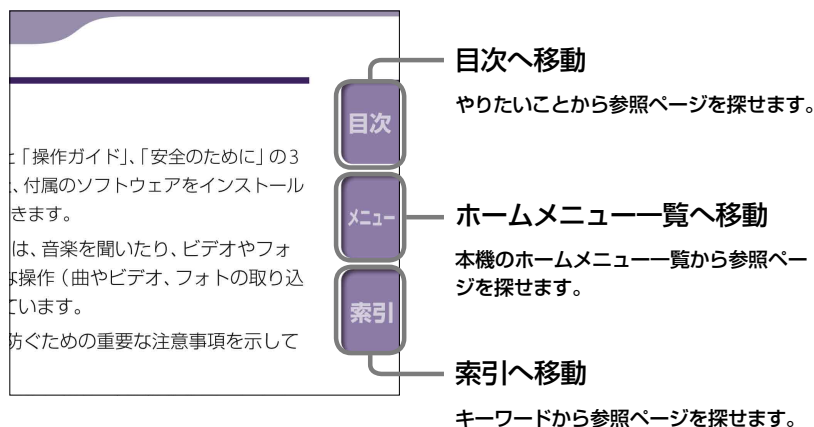 目次へ移動
やりたいことから参照ページを探せます。
目次
「操作ガイド」、「安全のために」の3
、付属のソフトウェアをインストール
きます。
メニュー
ホームメニュー一覧へ移動
は、音楽を聞いたり、ビデオやフォ
な操作（曲やビデオ、フォトの取り込
ています。
本機のホームメニュー一覧から参照ペー
ジを探せます。
索引
防ぐための重要な注意事項を示して
索引へ移動
キーワードから参照ページを探せます。